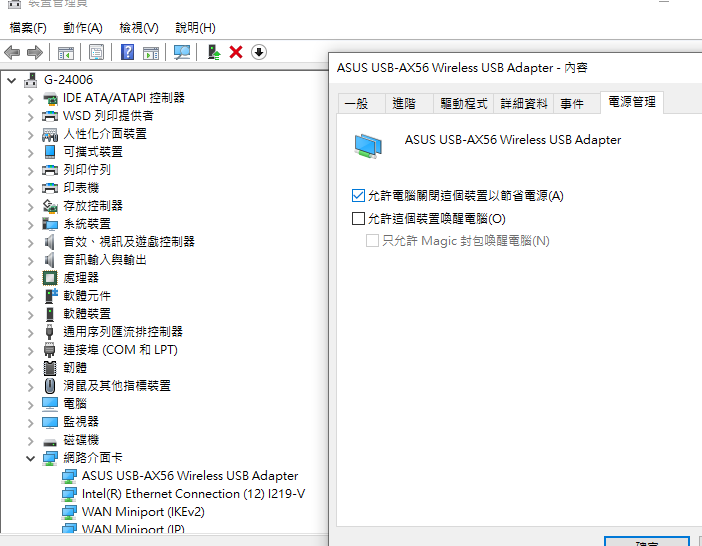 裝置管理員
檔案(F) 動作(A) 檢視(V) 說明(H)
G-24006
IDE ATA/ATAPI 控制器
WSD 列印提供者
人性化介面裝置
可攜式裝置
列印佇列
印表機
存放控制器
系統裝置
音效、視訊及遊戲控制器
音訊輸入與輸出
處理器
軟體元件
軟體裝置
通用序列匯流排控制器
連接埠 (COM 和 LPT)
韌體
滑鼠及其他指標裝置
電腦
監視器
磁碟機
網路介面卡
ASUS USB-AX56 Wireless USB Adapter
Intel(R) Ethernet Connection (12) I219-V
WAN Miniport (IKEv2)
WAN Miniport (IP)
ASUS USB-AX56 Wireless USB Adapter - 內容
一般 進階 驅動程式 詳細資料 事件 電源管理
ASUS USB-AX56 Wireless USB Adapter
允許電腦關閉這個裝置以節省電源(A)
允許這個裝置喚醒電腦(O)
只允許 Magic 封包喚醒電腦(N)
確定